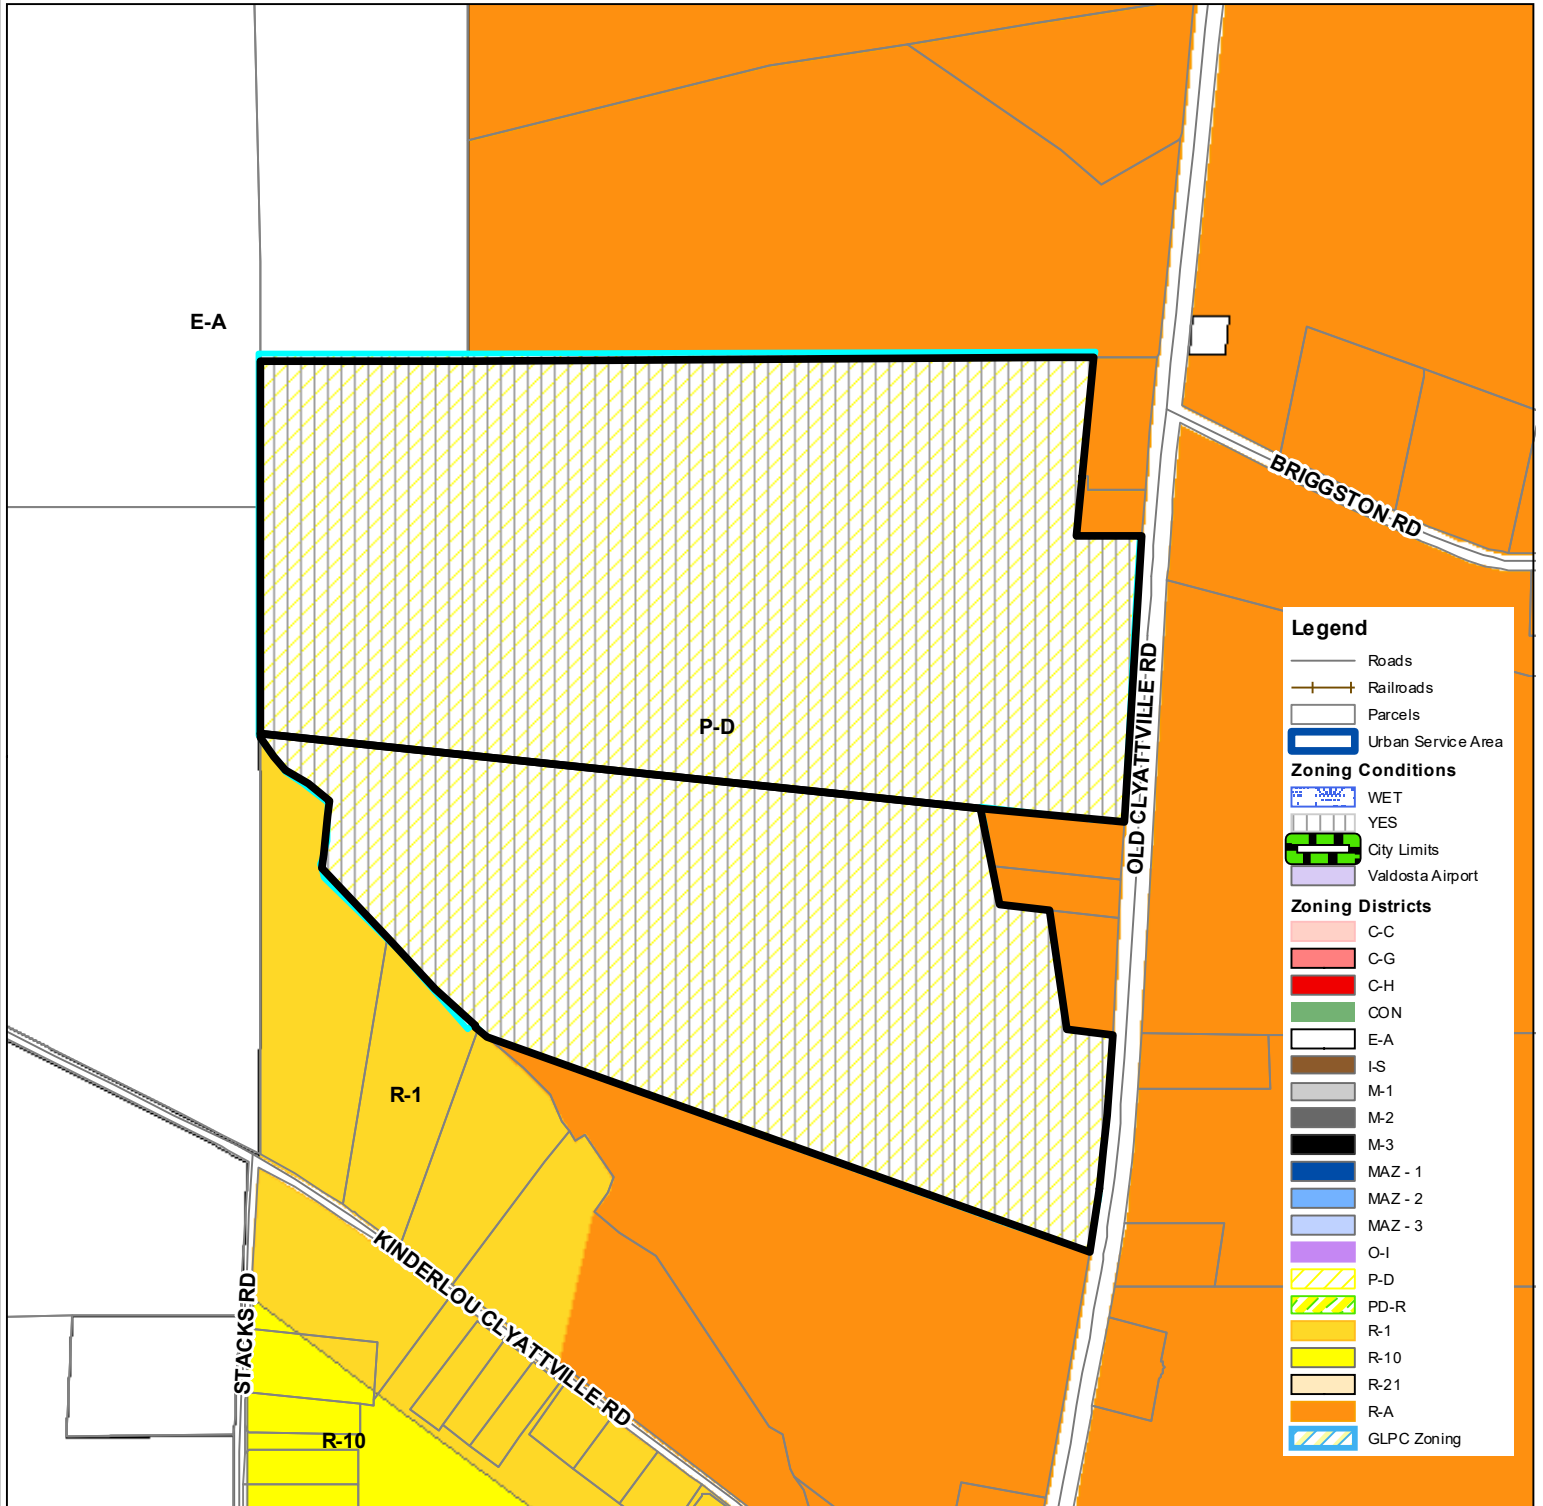 E-A
BRIGGSTON RD
P-D
OLD CLYATTVILLE RD
R-1
KINDERLOU CLYATTVILLE RD
STACKS RD
R-10
Legend
Roads
Railroads
Parcels
Urban Service Area
Zoning Conditions
WET
YES
City Limits
Valdosta Airport
Zoning Districts
C-C
C-G
C-H
CON
E-A
I-S
M-1
M-2
M-3
MAZ - 1
MAZ - 2
MAZ - 3
O-I
P-D
PD-R
R-1
R-10
R-21
R-A
GLPC Zoning